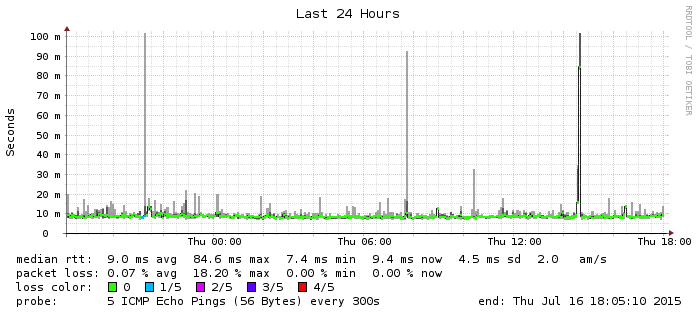 Last 24 Hours
RRDTOOL / TOBI OETIKER
Seconds
100 m
90 m
80 m
70 m
60 m
50 m
40 m
30 m
20 m
10 m
0
Thu 00:00 Thu 06:00 Thu 12:00 Thu 18:00
median rtt: 9.0 ms avg 84.6 ms max 7.4 ms min 9.4 ms now 4.5 ms sd 2.0 am/s
packet loss: 0.07 % avg 18.20 % max 0.00 % min 0.00 % now
loss color: 0 1/5 2/5 3/5 4/5
probe: 5 ICMP Echo Pings (56 Bytes) every 300s end: Thu Jul 16 18:05:10 2015